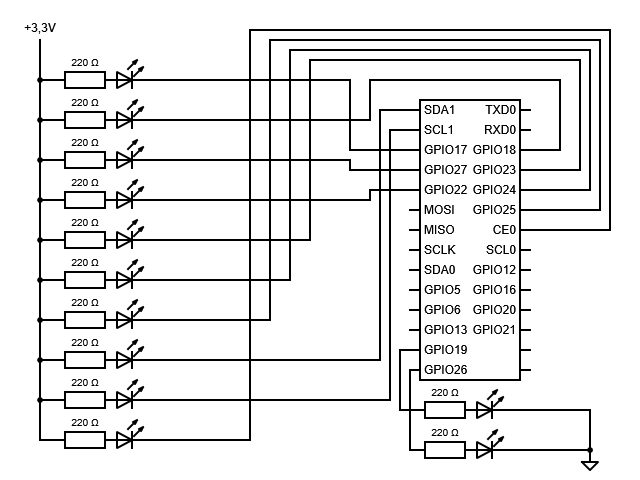 +3,3V
220 Ω
220 Ω
220 Ω
220 Ω
220 Ω
220 Ω
220 Ω
220 Ω
220 Ω
220 Ω
SDA1 TXD0
SCL1 RXD0
GPIO17 GPIO18
GPIO27 GPIO23
GPIO22 GPIO24
MOSI GPIO25
MISO CE0
SCLK SCL0
SDA0 GPIO12
GPIO5 GPIO16
GPIO6 GPIO20
GPIO13 GPIO21
GPIO19
GPIO26
220 Ω
220 Ω